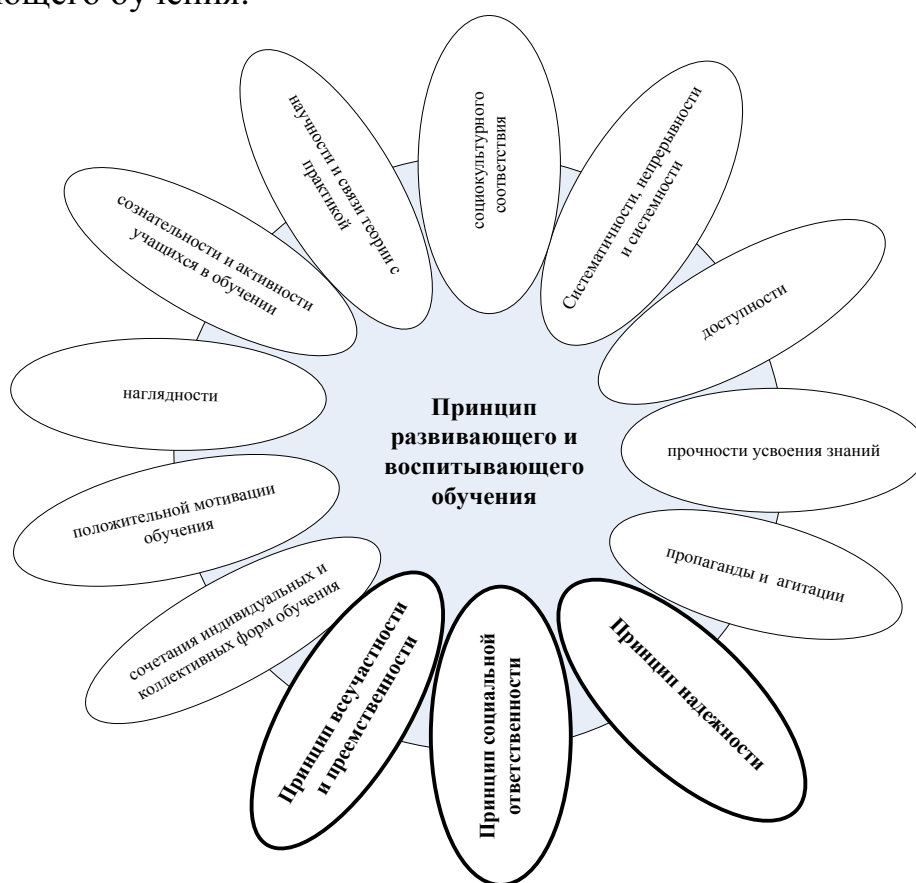 ющего обучения.
социокультурного
соответствия
Систематичности, непрерывности
и системности
доступности
прочности усвоения знаний
пропаганды и агитации
Принцип надежности
Принцип социальной
ответственности
Принцип всеучастности
и преемственности
сочетания индивидуальных и
коллективных форм обучения
положительной мотивации
обучения
наглядности
сознательности и активности
учащихся в обучении
научности и связи теории с
практикой
Принцип
развивающего и
воспитывающего
обучения